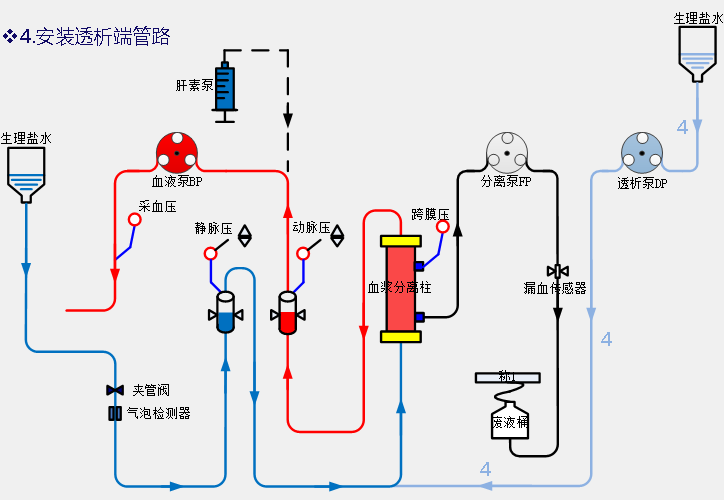 ❖4.安装透析端管路
生理盐水
肝素泵
4
生理盐水
血液泵BP
分离泵FP
透析泵DP
采血压
静脉压
动脉压
跨膜压
血浆分离柱
漏血传感器
4
称1
夹管阀
气泡检测器
废液桶
4